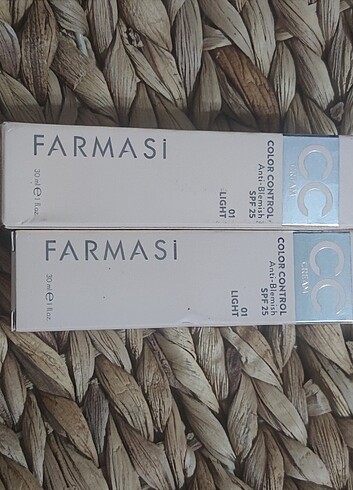 FARMASi
30 ml e 1 fl. oz.
CC
CREAM
COLOR CONTROL
Anti-Blemish
SPF 25
01
LIGHT
FARMASi
30 ml e 1 fl. oz.
CC
CREAM
COLOR CONTROL
Anti-Blemish
SPF 25
01
LIGHT